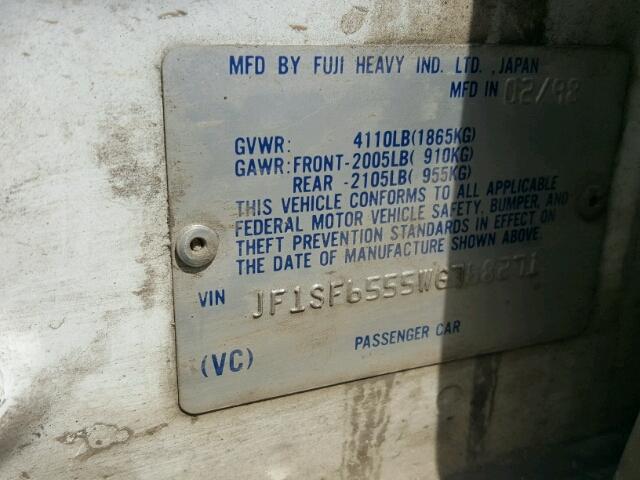 MFD BY FUJI HEAVY IND. LTD. ,JAPAN
MFD IN 02/98
GVWR: 4110LB(1865KG)
GAWR:FRONT-2005LB( 910KG)
REAR -2105LB( 955KG)
THIS VEHICLE CONFORMS TO ALL APPLICABLE
FEDERAL MOTOR VEHICLE SAFETY, BUMPER, AND
THEFT PREVENTION STANDARDS IN EFFECT ON
THE DATE OF MANUFACTURE SHOWN ABOVE.
VIN
(VC) PASSENGER CAR